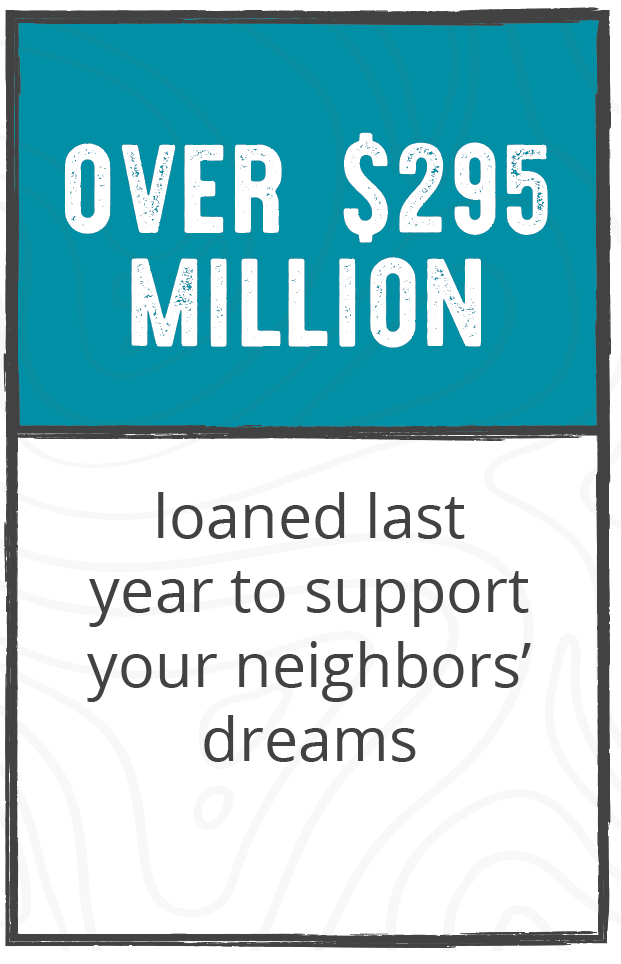 OVER $295
MILLION
loaned last
year to support
your neighbors’
dreams